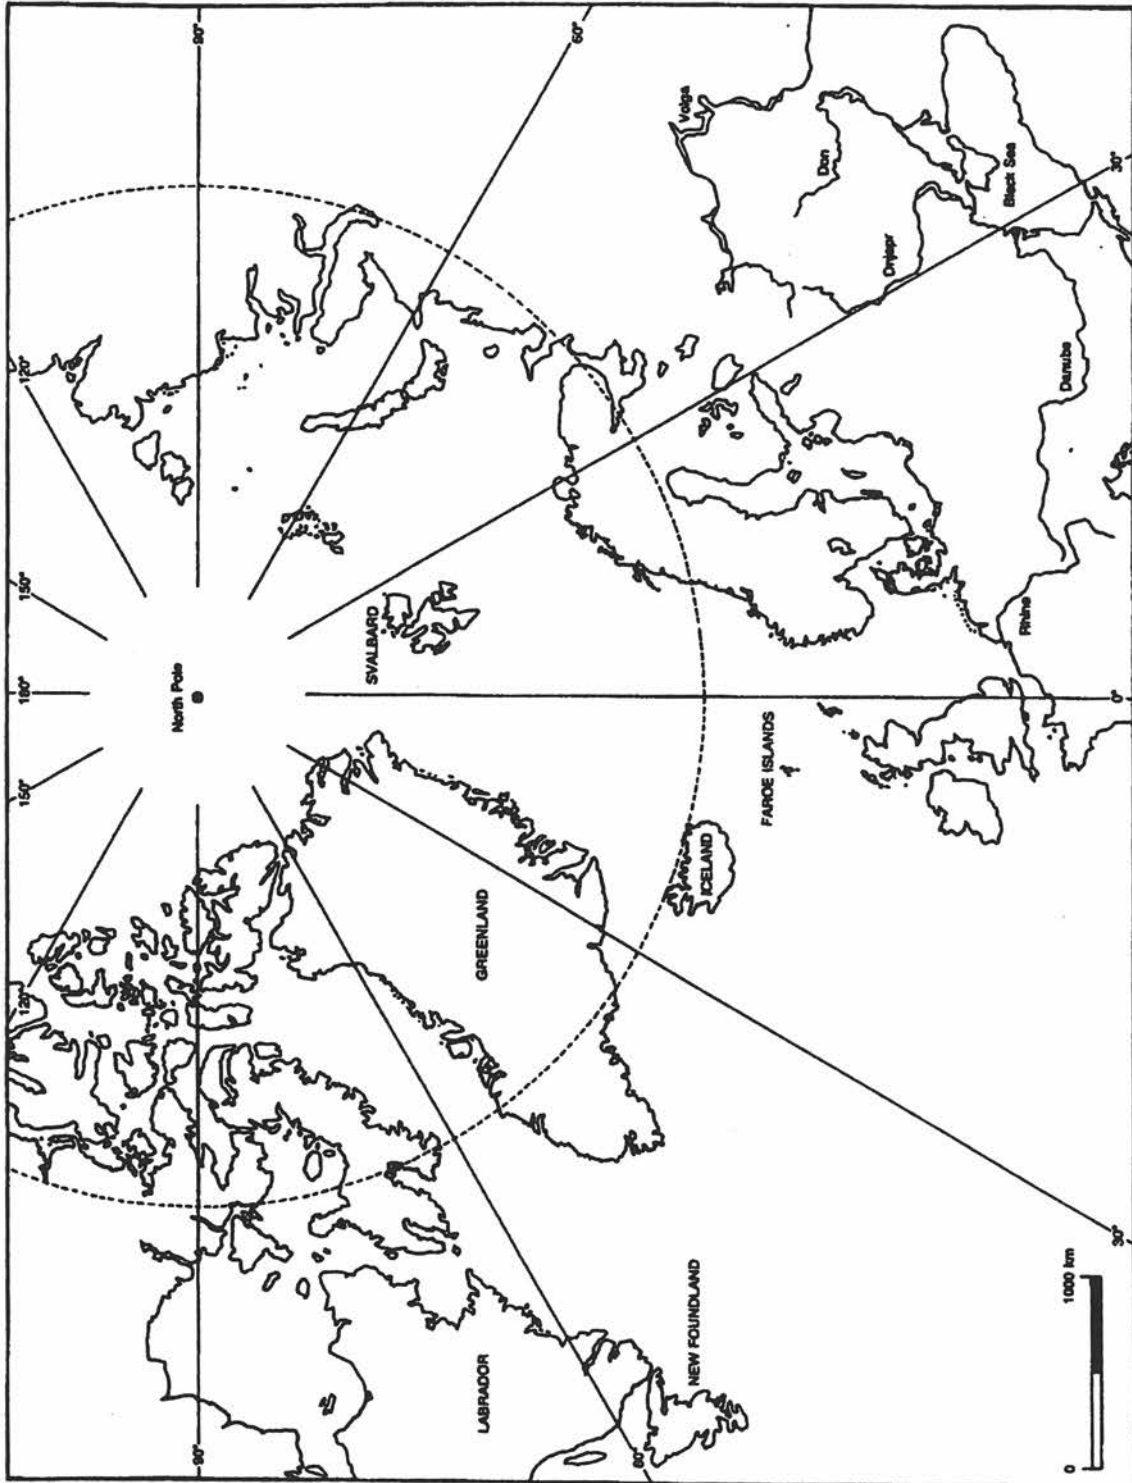 90°
60°
120°
150°
180°
150°
120°
90°
North Pole
SVALBARD
GREENLAND
ICELAND
FAROE ISLANDS
LABRADOR
NEW FOUNDLAND
Volga
Don
Dnjepr
Black Sea
Danube
Rhine
30°
0°
30°
60°
0
1000 km